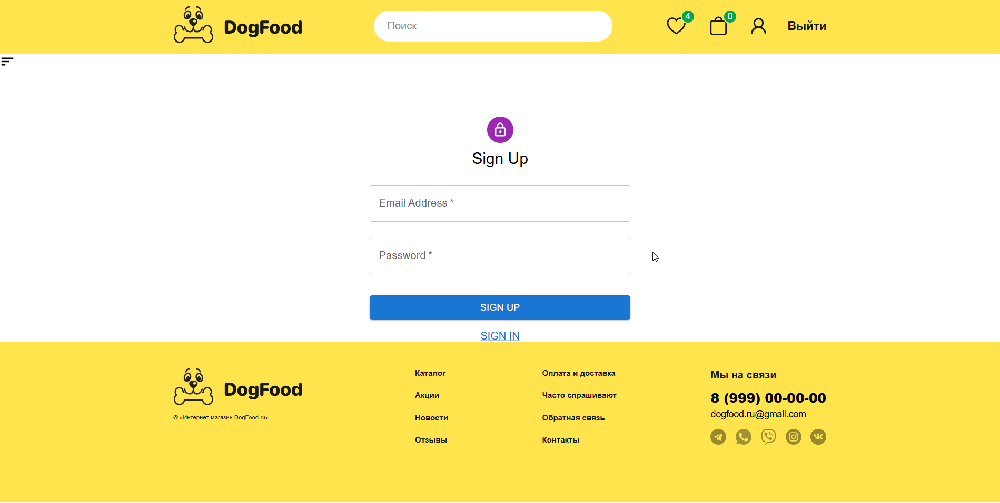 DogFood
Поиск
4
0
Выйти
Sign Up
Email Address *
Password *
SIGN UP
SIGN IN
DogFood
© «Интернет-магазин DogFood.ru»
Каталог
Акции
Новости
Отзывы
Оплата и доставка
Часто спрашивают
Обратная связь
Контакты
Мы на связи
8 (999) 00-00-00
dogfood.ru@gmail.com